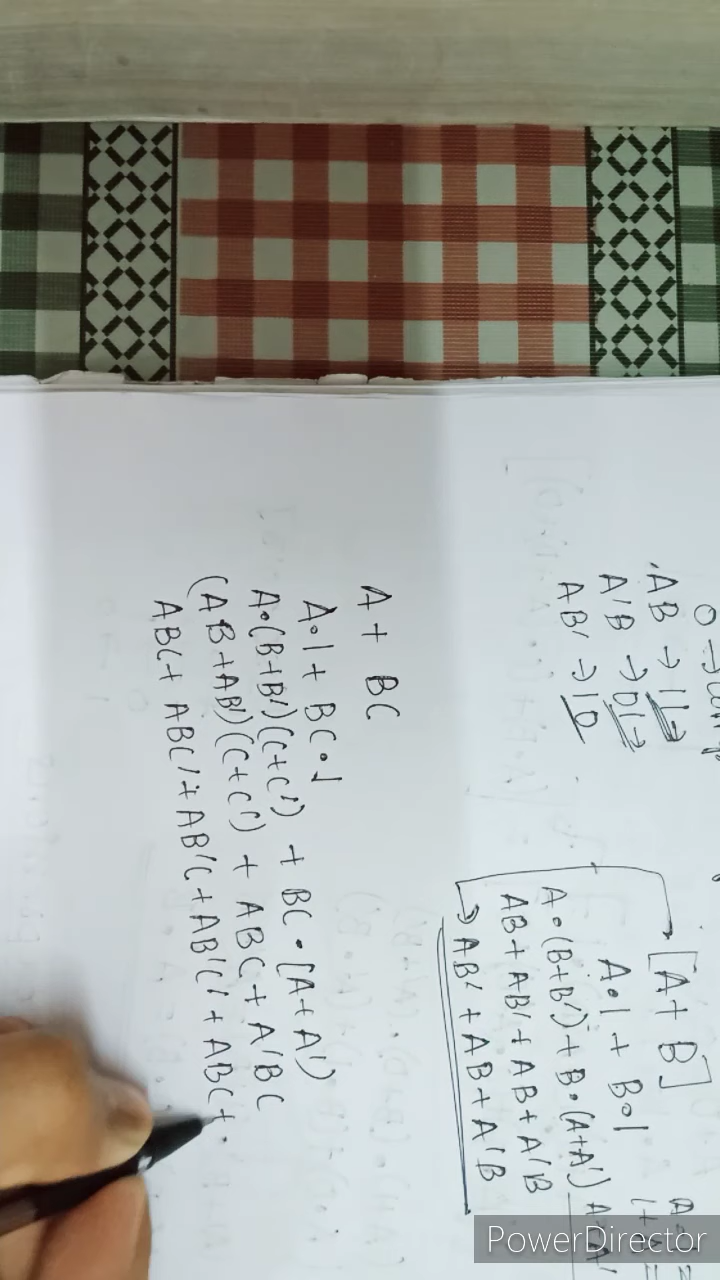 0 →
AB → 11 →
A'B → 01 →
AB' → 10
[A + B]
A•1 + B•1
A•(B+B') + B•(A+A')
AB + AB' + AB + A'B
→ AB' + AB + A'B
A + BC
A•1 + BC•1
A•(B+B')(C+C') + BC•[A+A')
(AB+AB')(C+C') + ABC + A'BC
ABC + ABC' + AB'C + AB'C' + ABC +
PowerDirector